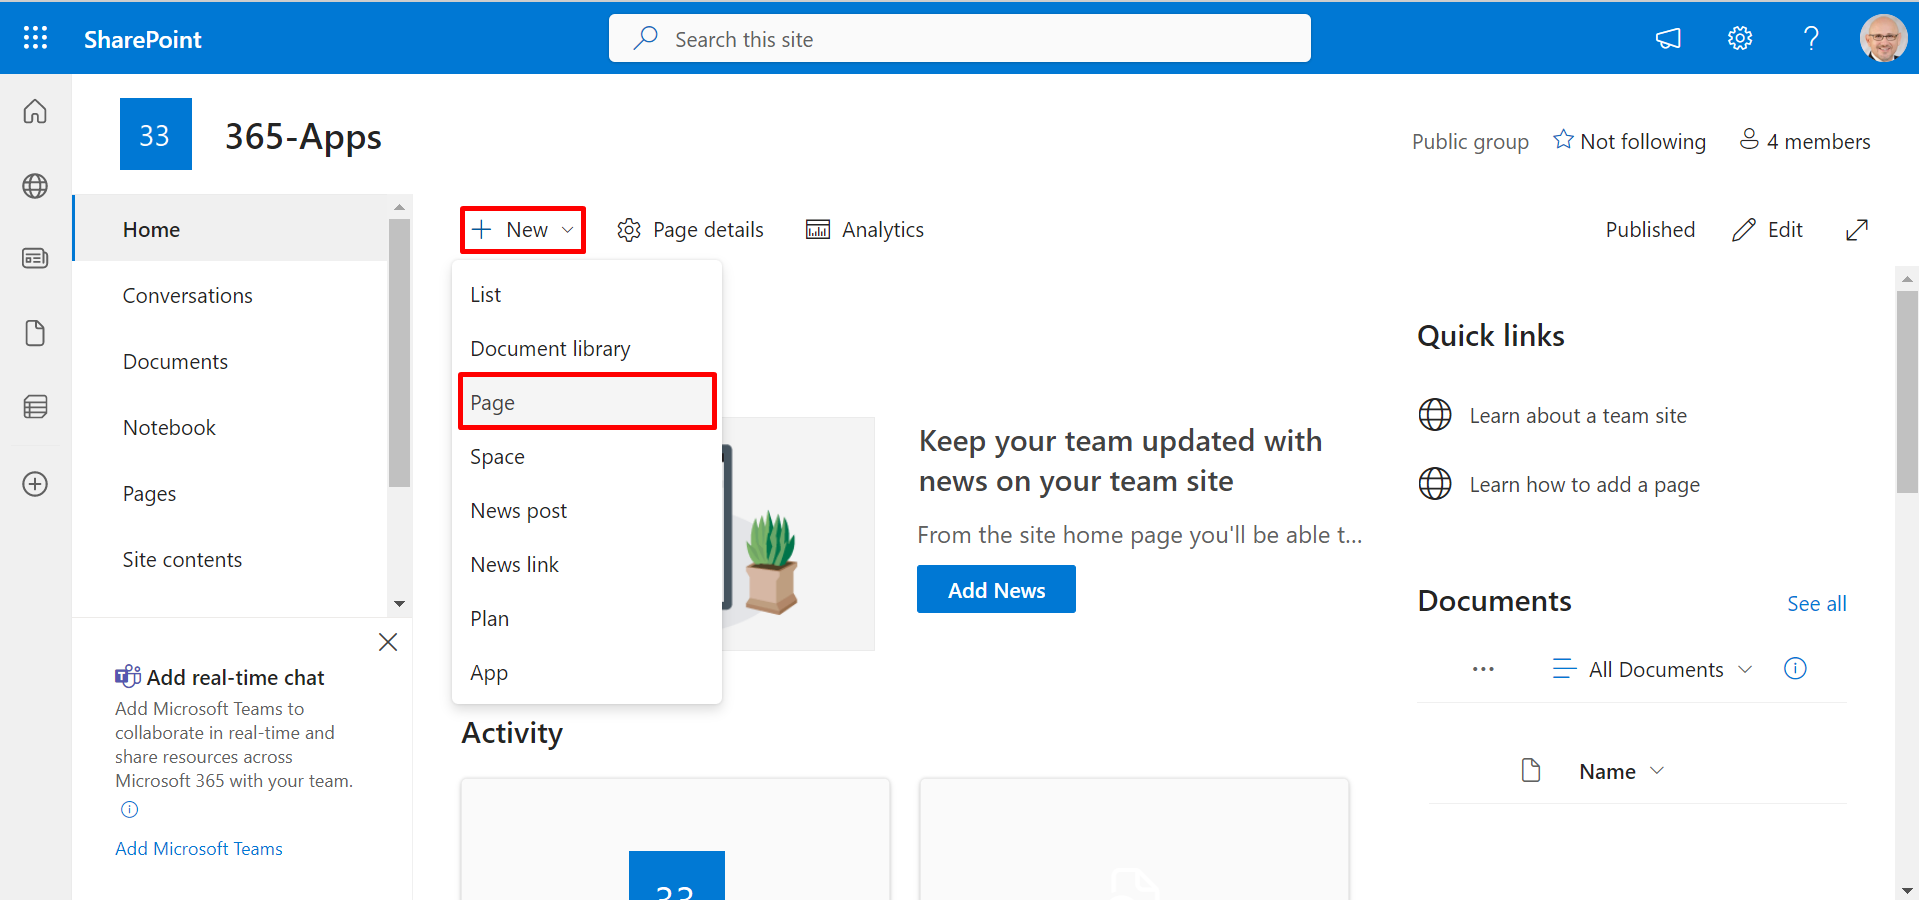 SharePoint
Search this site
33
365-Apps
Public group
Not following
4 members
Home
Conversations
Documents
Notebook
Pages
Site contents
Add real-time chat
Add Microsoft Teams to
collaborate in real-time and
share resources across
Microsoft 365 with your team.
Add Microsoft Teams
New
Page details
Analytics
Published
Edit
List
Document library
Page
Space
News post
News link
Plan
App
Keep your team updated with
news on your team site
From the site home page you'll be able t...
Add News
Activity
33
Quick links
Learn about a team site
Learn how to add a page
Documents
See all
All Documents
Name